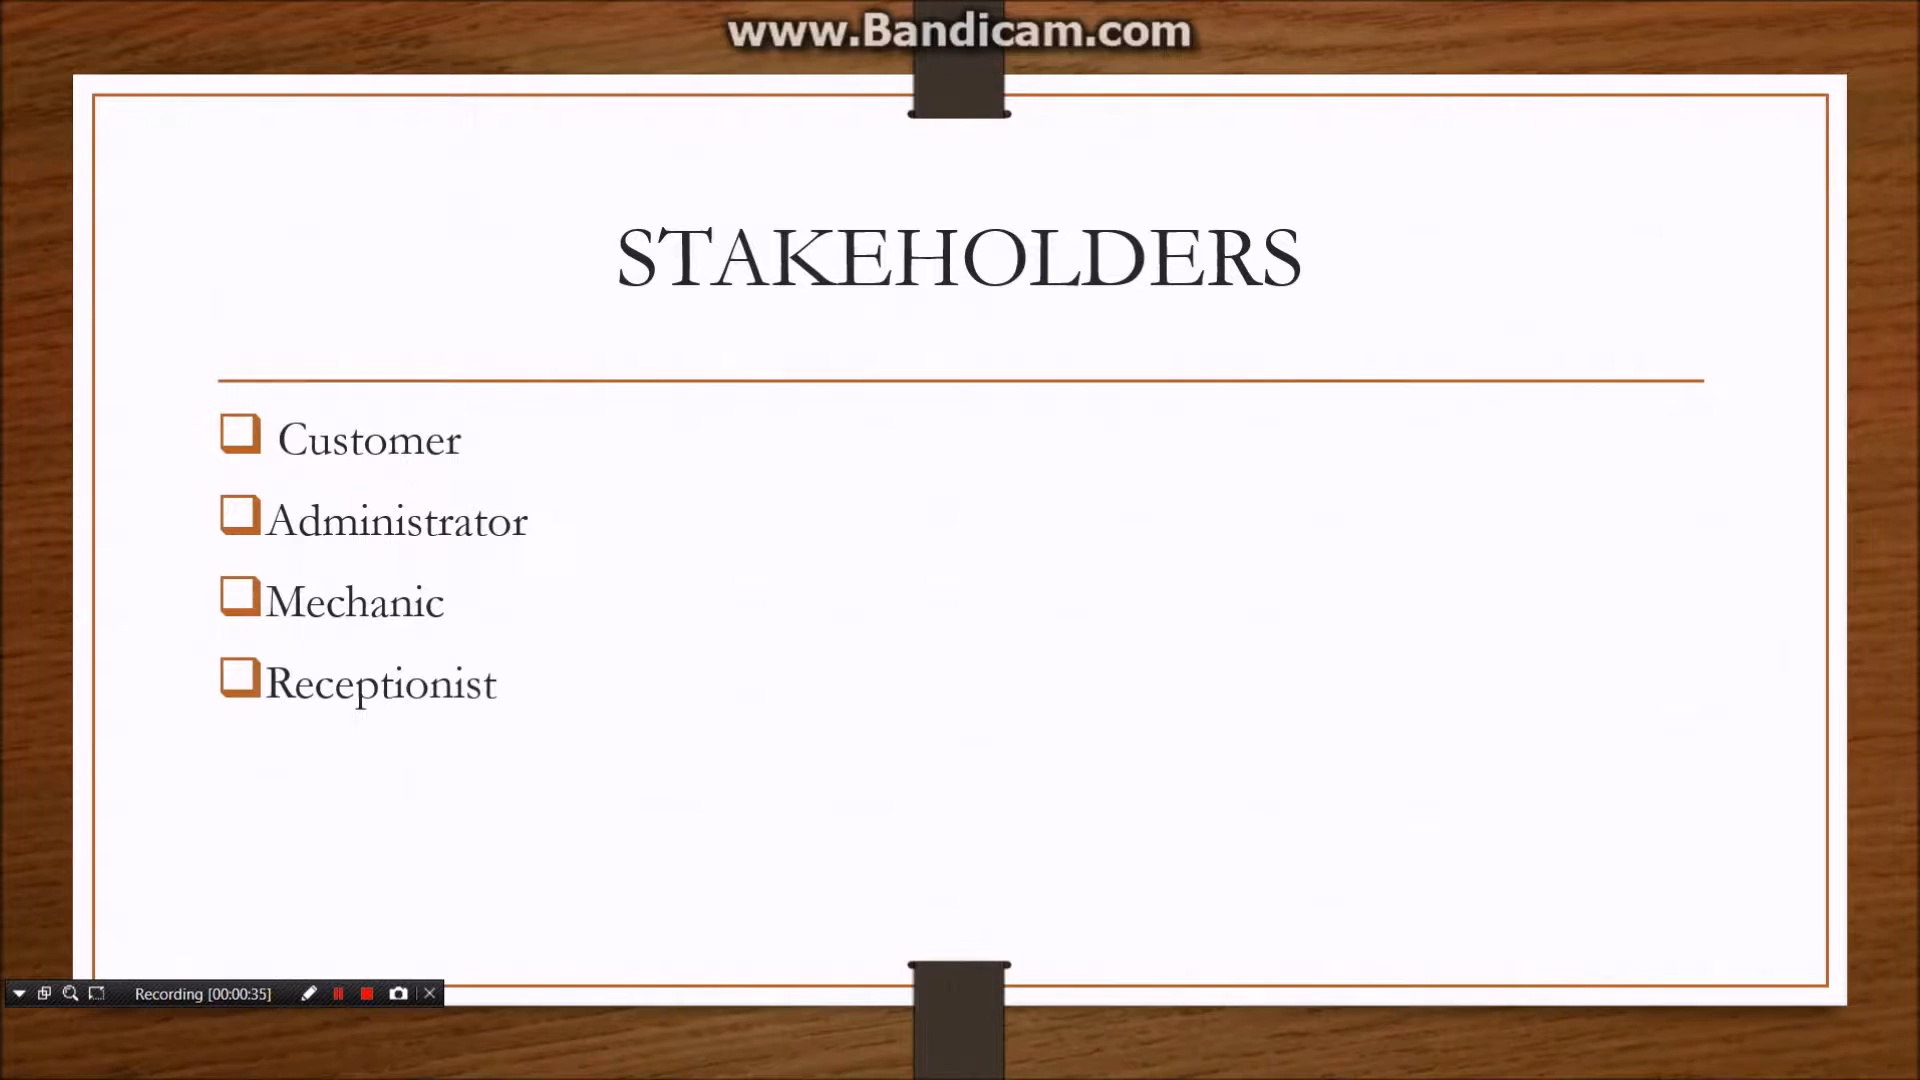 www.Bandicam.com
STAKEHOLDERS
Customer
Administrator
Mechanic
Receptionist
Recording [00:00:35]